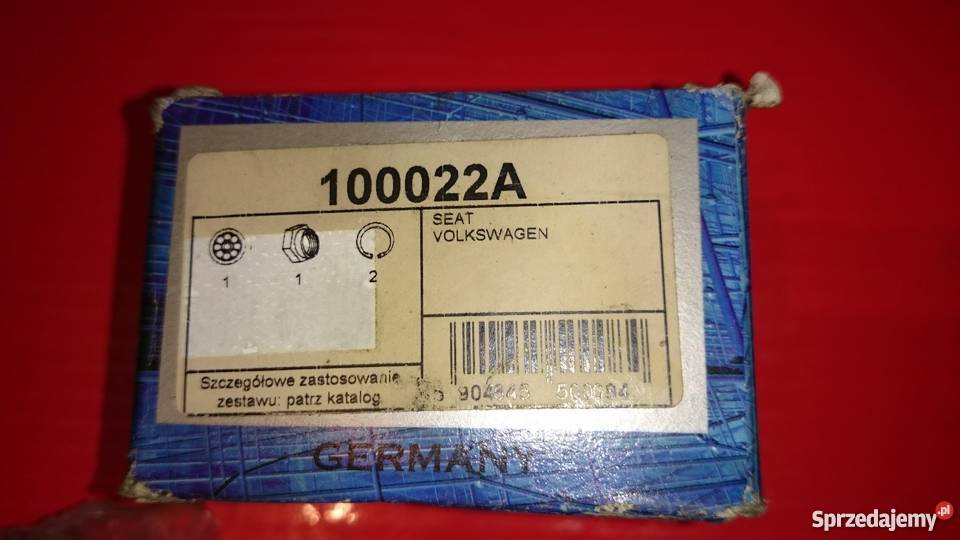 100022A
1 1 2
SEAT
VOLKSWAGEN
Szczegółowe zastosowanie
zestawu: patrz katalog
GERMANY
Sprzedajemy.pl